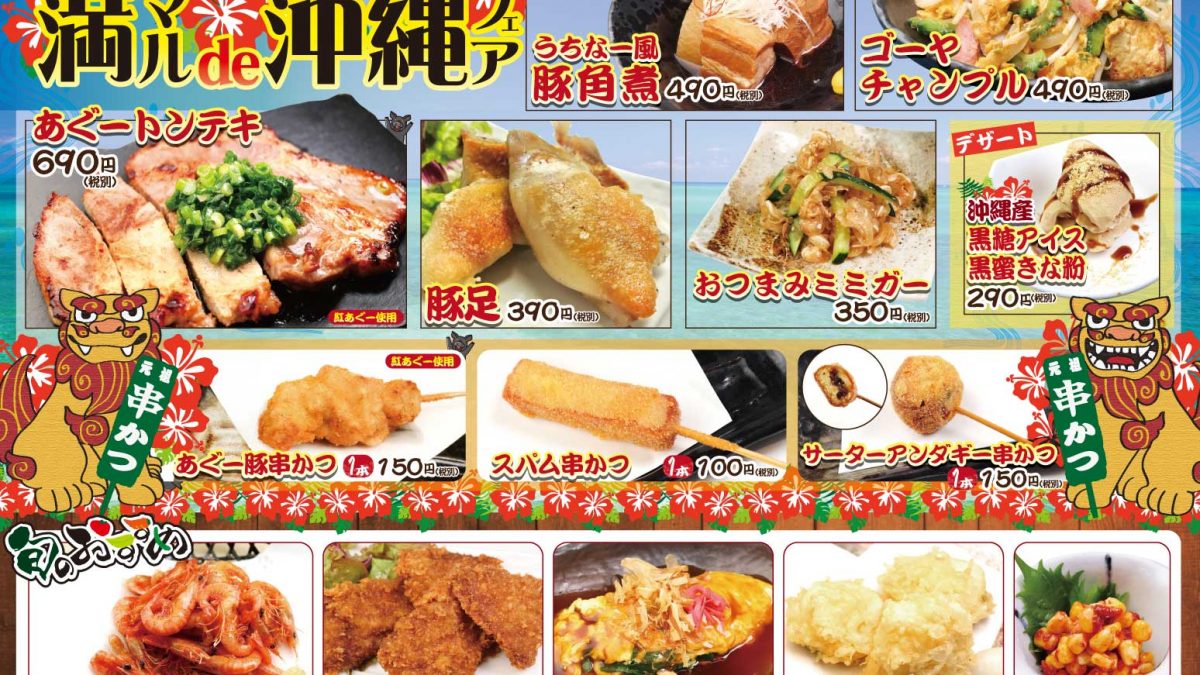 満マルde沖縄フェア
うちなー風
豚角煮 490円(税別)
ゴーヤ
チャンプル 490円(税別)
あぐートンテキ
690円
(税別)
紅あぐー使用
豚足 390円(税別)
おつまみミミガー
350円(税別)
デザート
沖縄産
黒糖アイス
黒蜜きな粉
290円(税別)
元祖
串かつ
紅あぐー使用
あぐー豚串かつ 1本 150円(税別)
スパム串かつ 1本 100円(税別)
サーターアンダギー串かつ
1本 150円(税別)
元祖
串かつ
旬のおすすめ